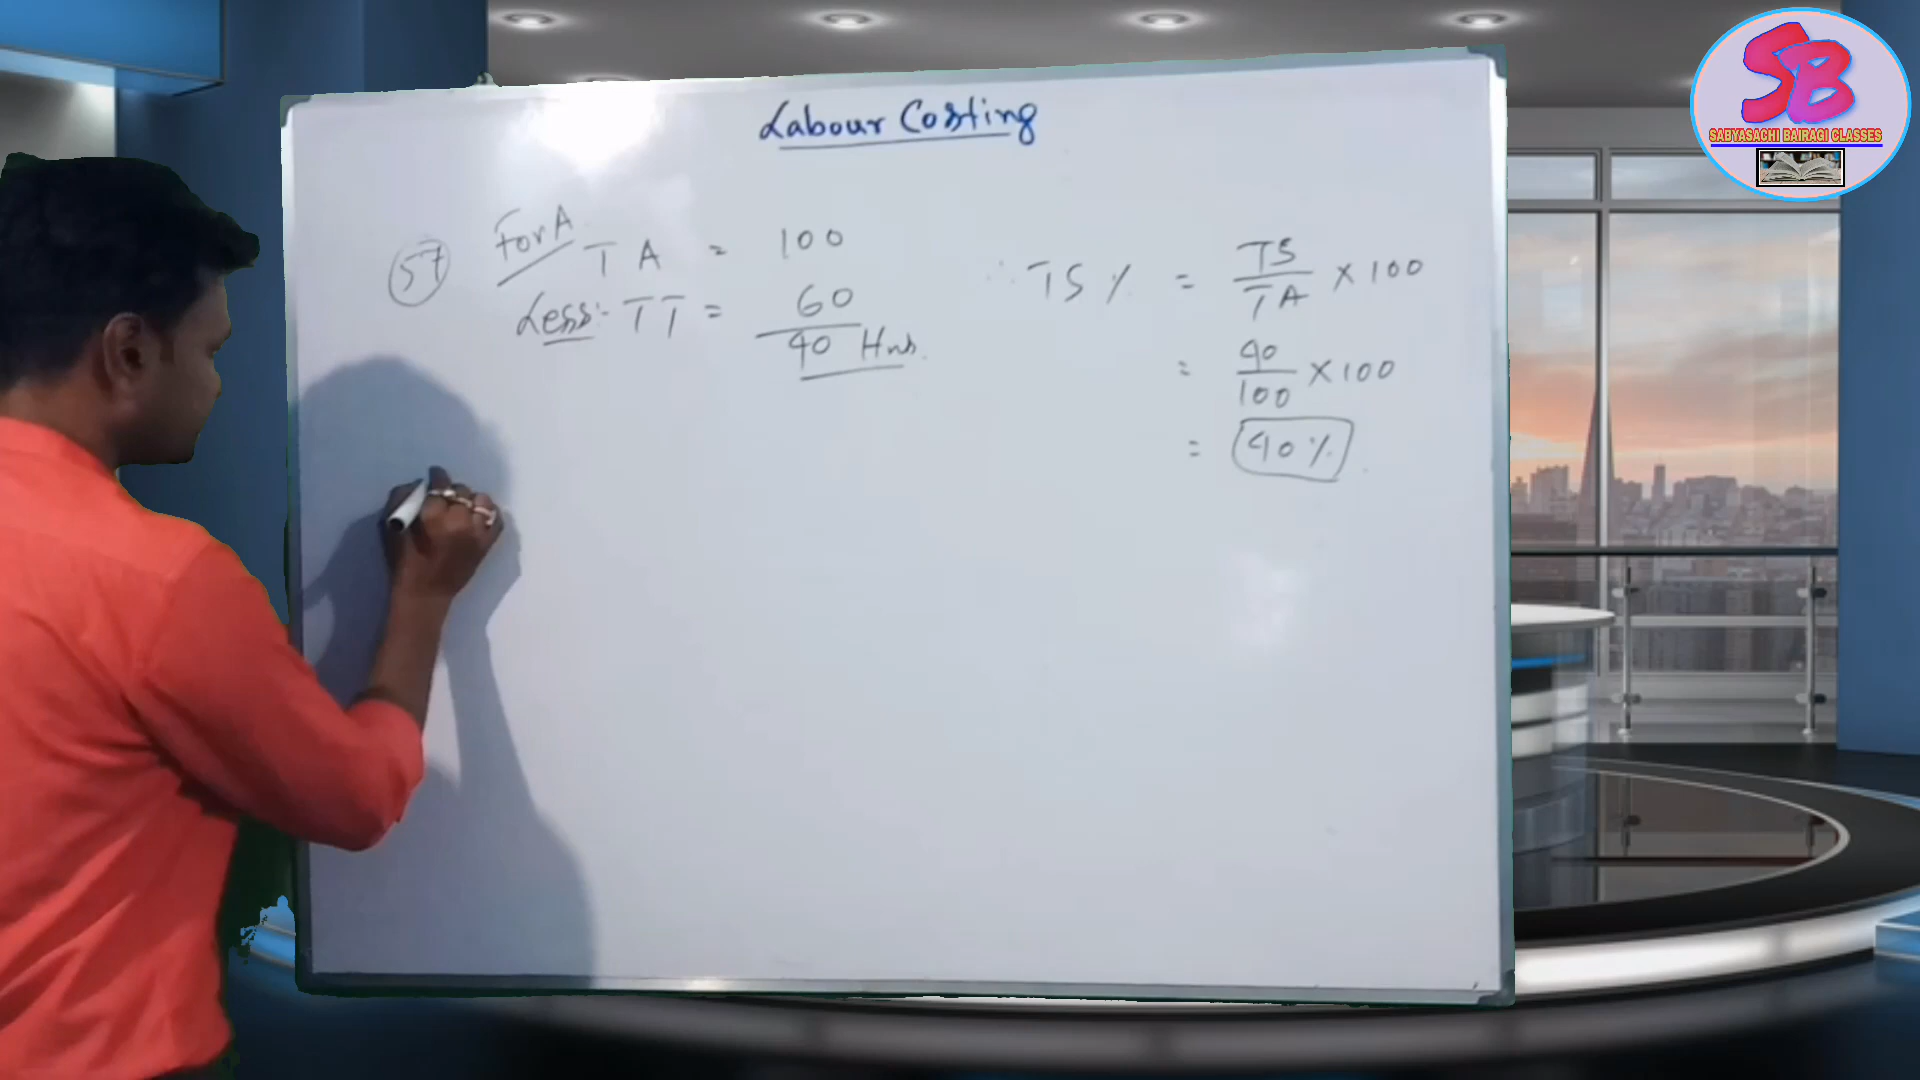 Labour Costing
57 For A
T A = 100
Less:- T T = 60
40 Hrs.
∴ TS % = TS / TA × 100
= 40 / 100 × 100
= 40%
SB
SABYASACHI BAIRAGI CLASSES